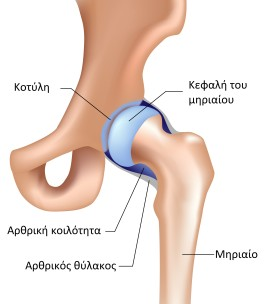 Κοτύλη
Κεφαλή του
μηριαίου
Αρθρική κοιλότητα
Αρθρικός θύλακος
Μηριαίο